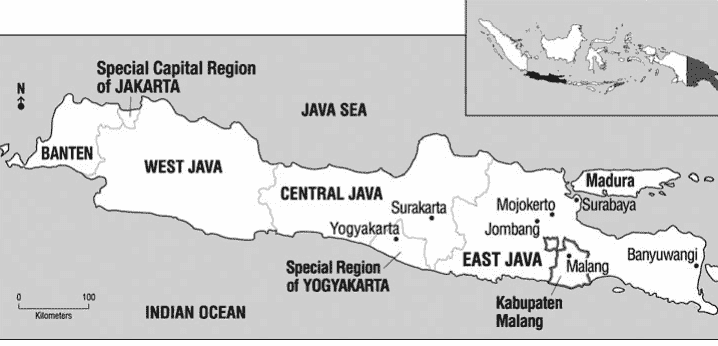 Special Capital Region
of JAKARTA
N
JAVA SEA
BANTEN
WEST JAVA
CENTRAL JAVA
Madura
Surakarta
Mojokerto
Surabaya
Yogyakarta
Jombang
EAST JAVA
Banyuwangi
Malang
Special Region
of YOGYAKARTA
Kabupaten
Malang
0 100
Kilometers
INDIAN OCEAN